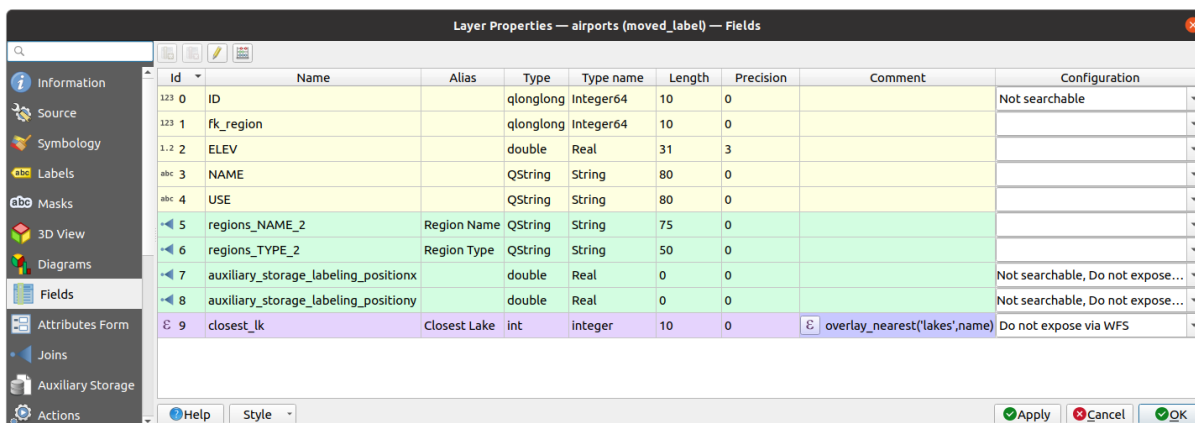 Layer Properties — airports (moved_label) — Fields
Id Name Alias Type Type name Length Precision Comment Configuration
123 0 ID qlonglong Integer64 10 0 Not searchable
123 1 fk_region qlonglong Integer64 10 0
1.2 2 ELEV double Real 31 3
abc 3 NAME QString String 80 0
abc 4 USE QString String 80 0
5 regions_NAME_2 Region Name QString String 75 0
6 regions_TYPE_2 Region Type QString String 50 0
7 auxiliary_storage_labeling_positionx double Real 0 0 Not searchable, Do not expose...
8 auxiliary_storage_labeling_positiony double Real 0 0 Not searchable, Do not expose...
ε 9 closest_lk Closest Lake int integer 10 0 ε overlay_nearest('lakes',name) Do not expose via WFS
Information
Source
Symbology
abc Labels
abc Masks
3D View
Diagrams
Fields
Attributes Form
Joins
Auxiliary Storage
Actions
Help Style Apply Cancel OK